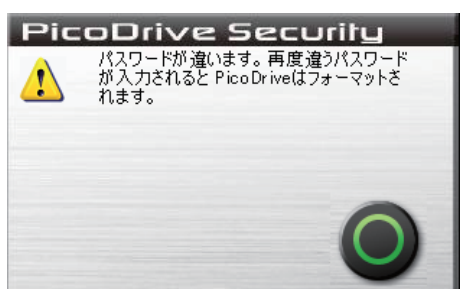 PicoDrive Security
パスワードが違います。再度違うパスワード
が入力されると PicoDriveはフォーマットさ
れます。